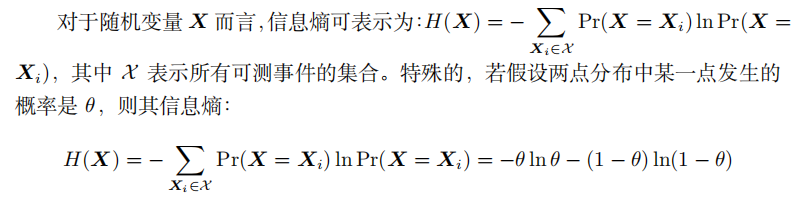 对于随机变量 X 而言,信息熵可表示为:H(X) = − ∑_{X_i∈𝒳} Pr(X = X_i) ln Pr(X =
X_i), 其中 𝒳 表示所有可测事件的集合。特殊的，若假设两点分布中某一点发生的
概率是 θ，则其信息熵:
H(X) = − ∑_{X_i∈𝒳} Pr(X = X_i) ln Pr(X = X_i) = −θ ln θ − (1 − θ) ln(1 − θ)